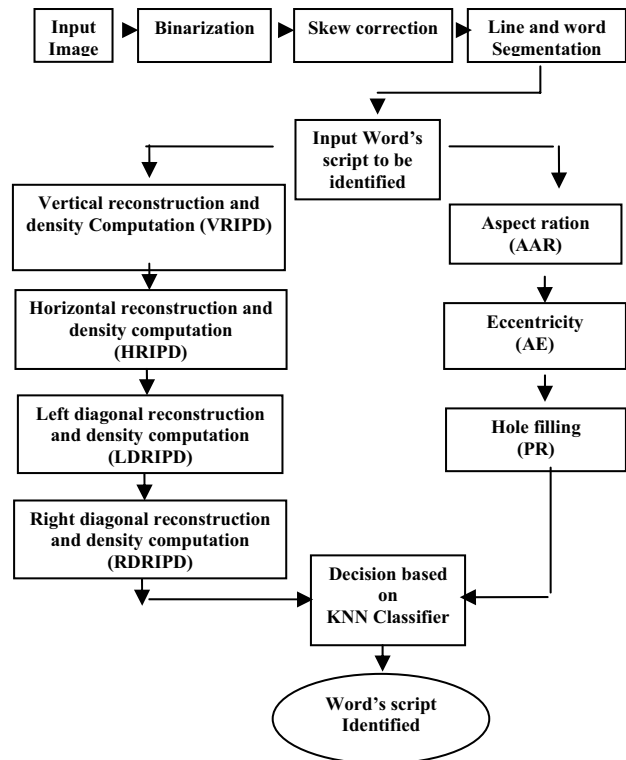 Input
Image
Binarization
Skew correction
Line and word
Segmentation
Input Word's
script to be
identified
Vertical reconstruction and
density Computation (VRIPD)
Horizontal reconstruction and
density computation
(HRIPD)
Left diagonal reconstruction
and density computation
(LDRIPD)
Right diagonal reconstruction
and density computation
(RDRIPD)
Aspect ration
(AAR)
Eccentricity
(AE)
Hole filling
(PR)
Decision based
on
KNN Classifier
Word's script
Identified